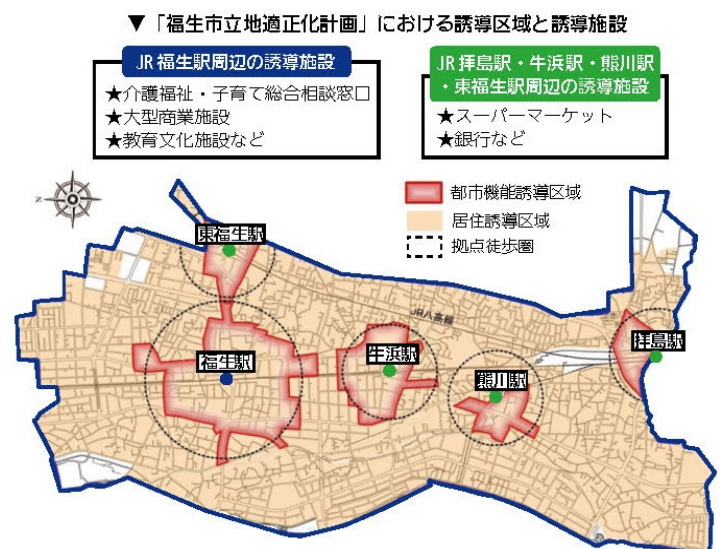 ▼「福生市立地適正化計画」における誘導区域と誘導施設
JR福生駅周辺の誘導施設
★介護福祉・子育て総合相談窓口
★大型商業施設
★教育文化施設など
JR拝島駅・牛浜駅・熊川駅
・東福生駅周辺の誘導施設
★スーパーマーケット
★銀行など
N
都市機能誘導区域
居住誘導区域
拠点徒歩圏
東福生駅
JR八高線
福生駅
牛浜駅
熊川駅
拝島駅